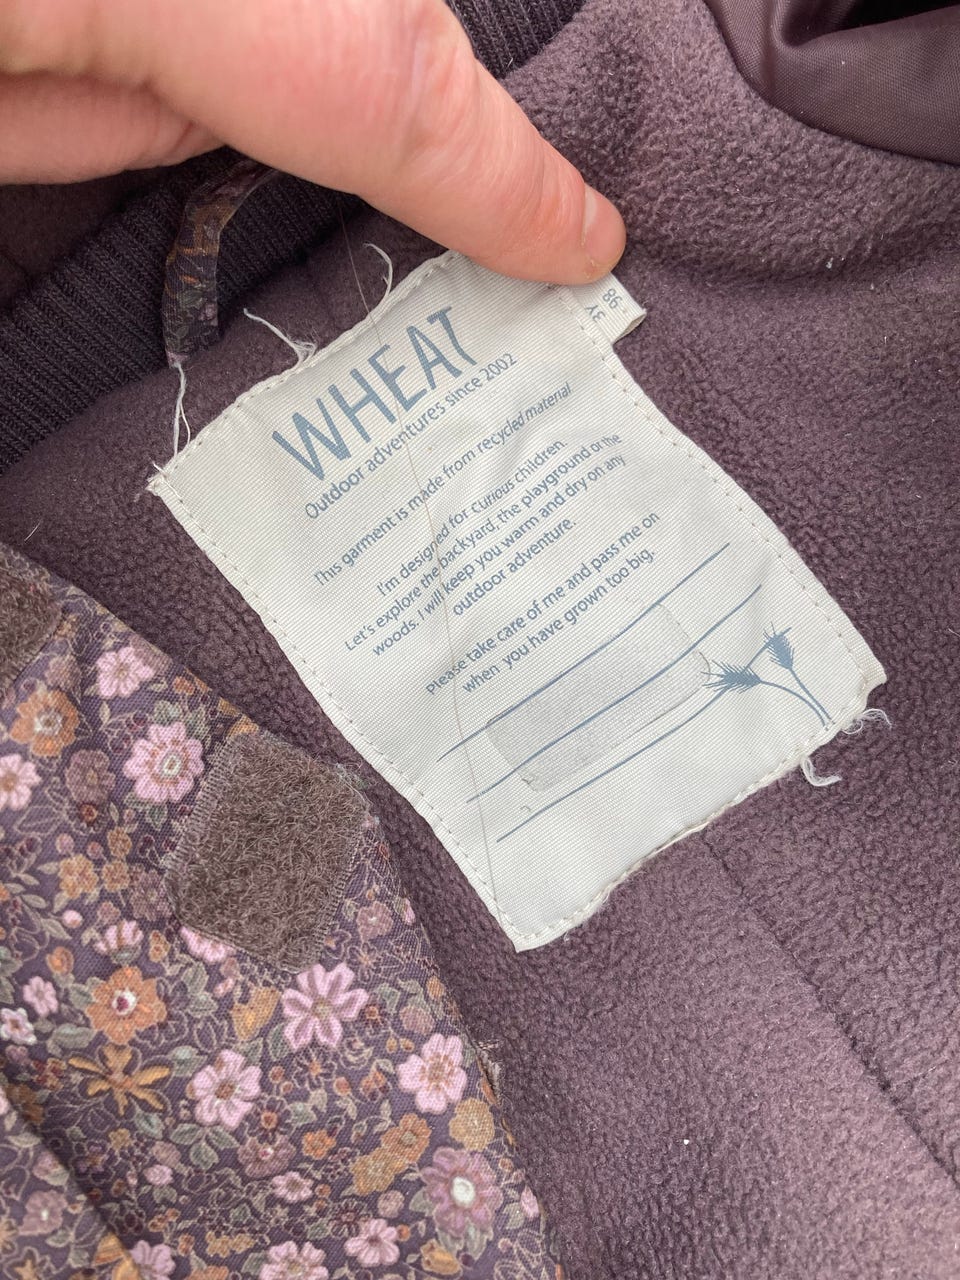 WHEAT
Outdoor adventures since 2002
This garment is made from recycled material
I'm designed for curious children.
Let's explore the backyard, the playground or the
woods. I will keep you warm and dry on any
outdoor adventure.
Please take care of me and pass me on
when you have grown too big.
98
3Y